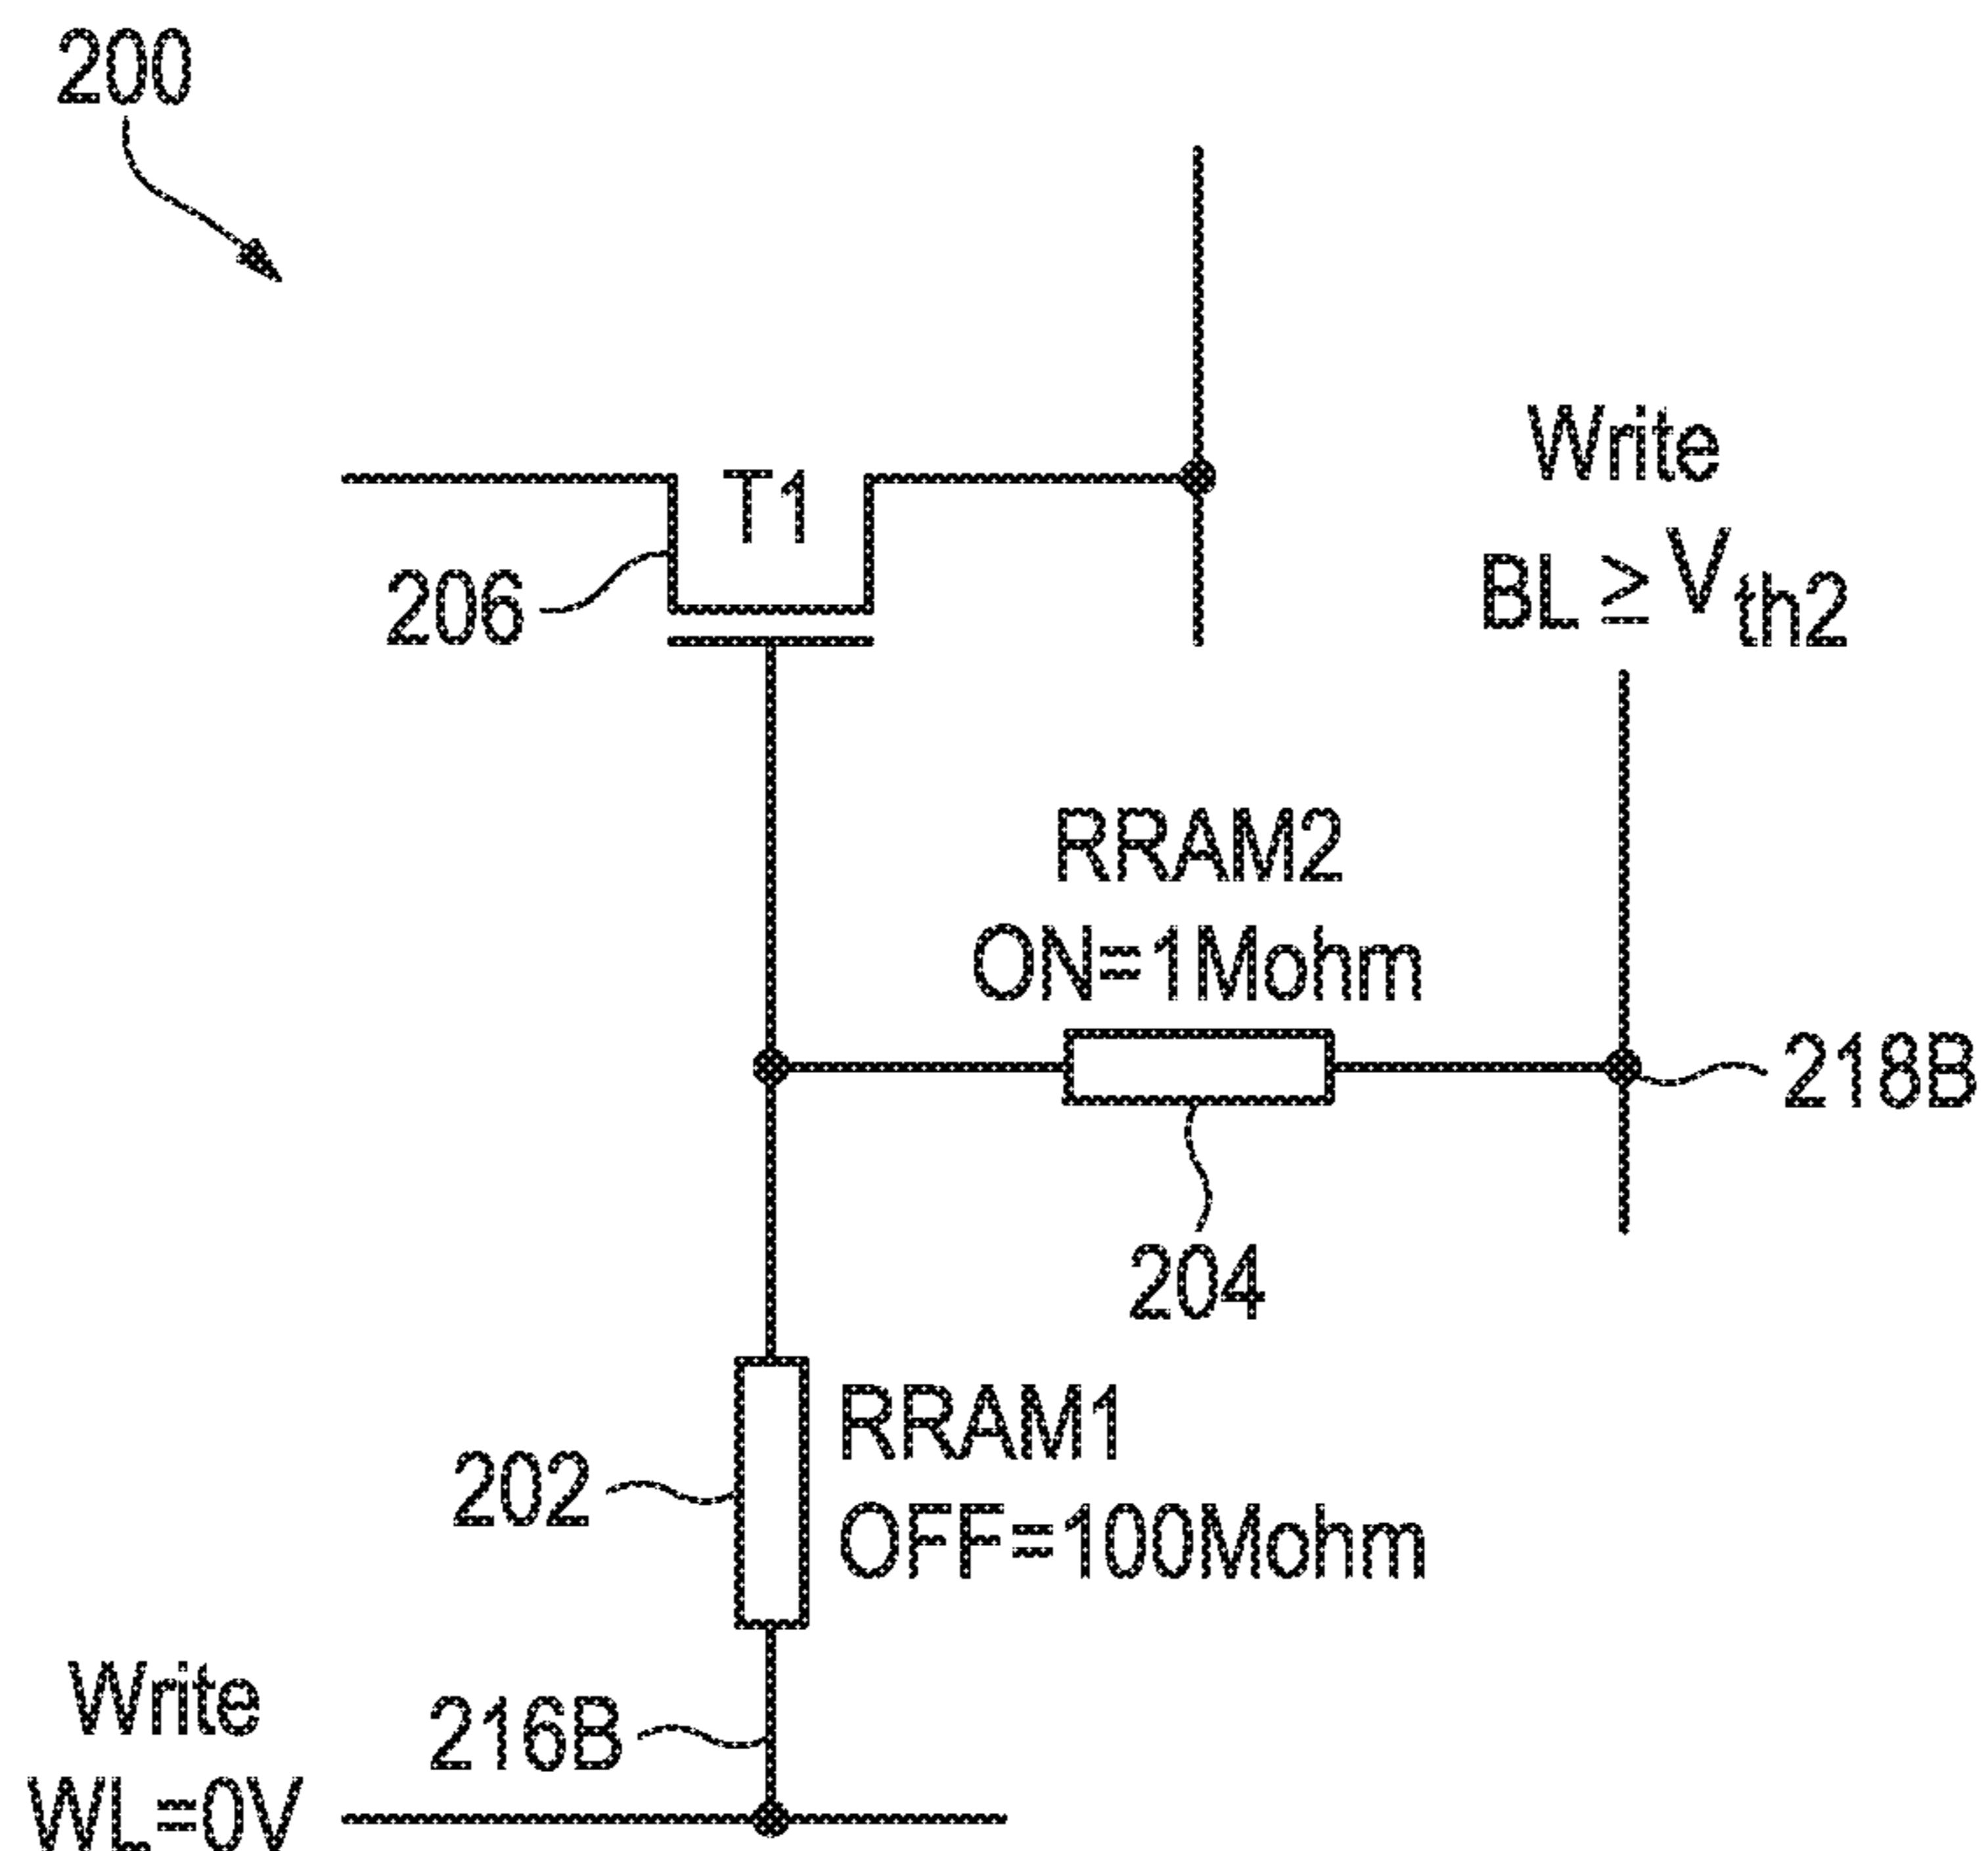 200
T1
206
Write
BL ≥ Vth2
RRAM2
ON=1Mohm
218B
204
RRAM1
OFF=100Mohm
202
216B
Write
WL=0V